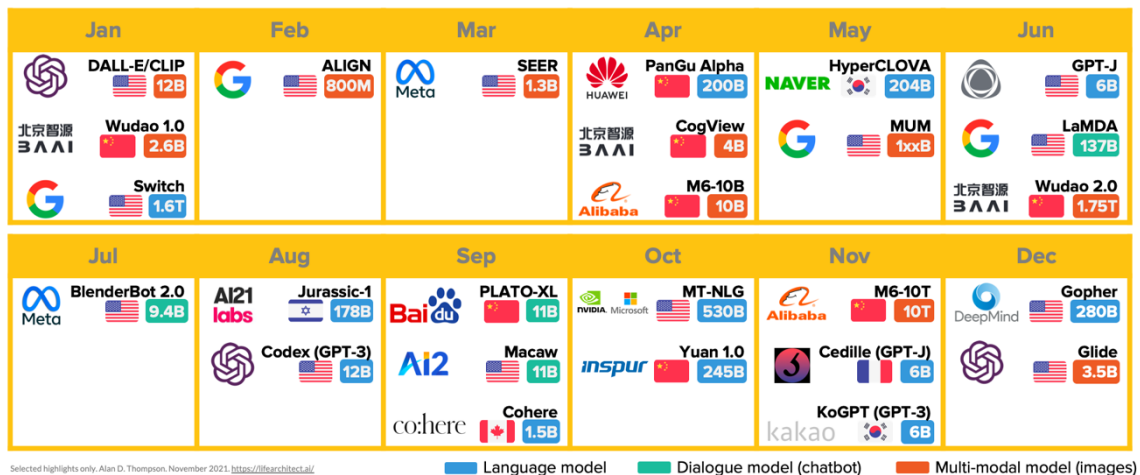 Jan Feb Mar Apr May Jun
DALL-E/CLIP
12B
北京智源
BAAI
Wudao 1.0
2.6B
Switch
1.6T
ALIGN
800M
Meta
SEER
1.3B
HUAWEI
PanGu Alpha
200B
北京智源
BAAI
CogView
4B
Alibaba
M6-10B
10B
NAVER
HyperCLOVA
204B
MUM
1xxB
GPT-J
6B
LaMDA
137B
北京智源
BAAI
Wudao 2.0
1.75T
Jul Aug Sep Oct Nov Dec
Meta
BlenderBot 2.0
9.4B
AI21
labs
Jurassic-1
178B
Codex (GPT-3)
12B
Baidu
PLATO-XL
11B
AI2
Macaw
11B
co:here
Cohere
1.5B
NVIDIA. Microsoft
MT-NLG
530B
inspur
Yuan 1.0
245B
Alibaba
M6-10T
10T
Cedille (GPT-J)
6B
kakao
KoGPT (GPT-3)
6B
DeepMind
Gopher
280B
Glide
3.5B
Selected highlights only. Alan D. Thompson. November 2021. https://lifearchitect.ai/
Language model Dialogue model (chatbot) Multi-modal model (images)